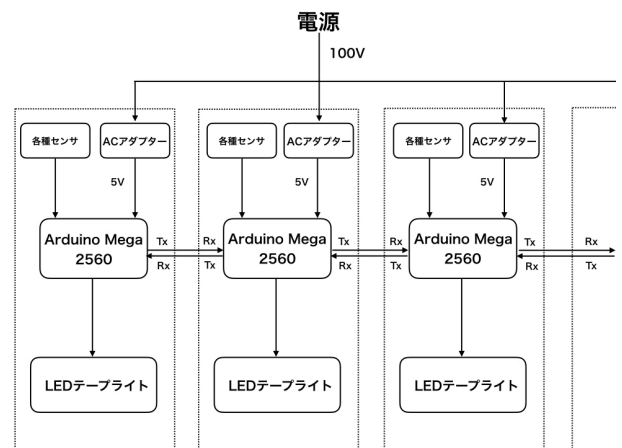 電源
100V
各種センサ
ACアダプター
各種センサ
ACアダプター
各種センサ
ACアダプター
5V
5V
5V
Arduino Mega
2560
Tx
Rx
Rx
Tx
Arduino Mega
2560
Tx
Rx
Rx
Tx
Arduino Mega
2560
Tx
Rx
Rx
Tx
LEDテープライト
LEDテープライト
LEDテープライト